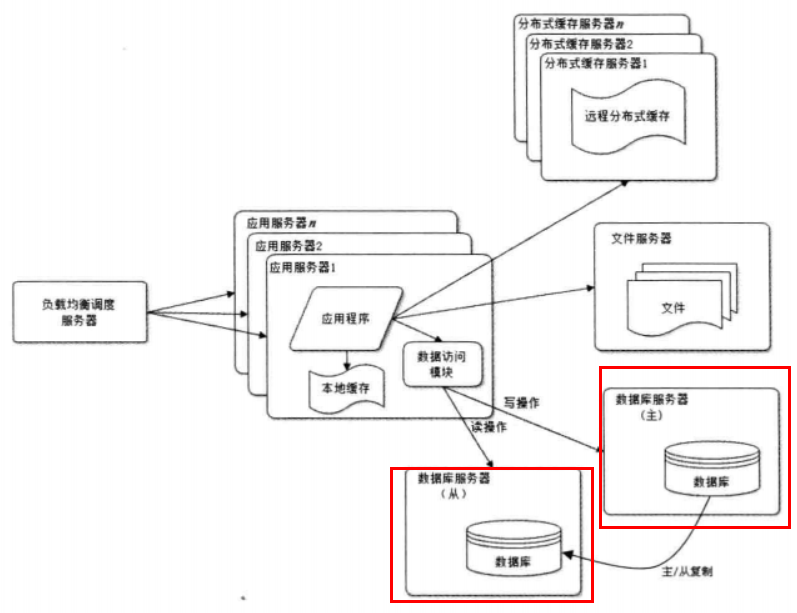 分布式缓存服务器n
分布式缓存服务器2
分布式缓存服务器1
远程分布式缓存
应用服务器n
应用服务器2
应用服务器1
文件服务器
文件
负载均衡调度
服务器
应用程序
数据访问
模块
本地缓存
写操作
读操作
数据库服务器
（主）
数据库
数据库服务器
（从）
数据库
主/从复制